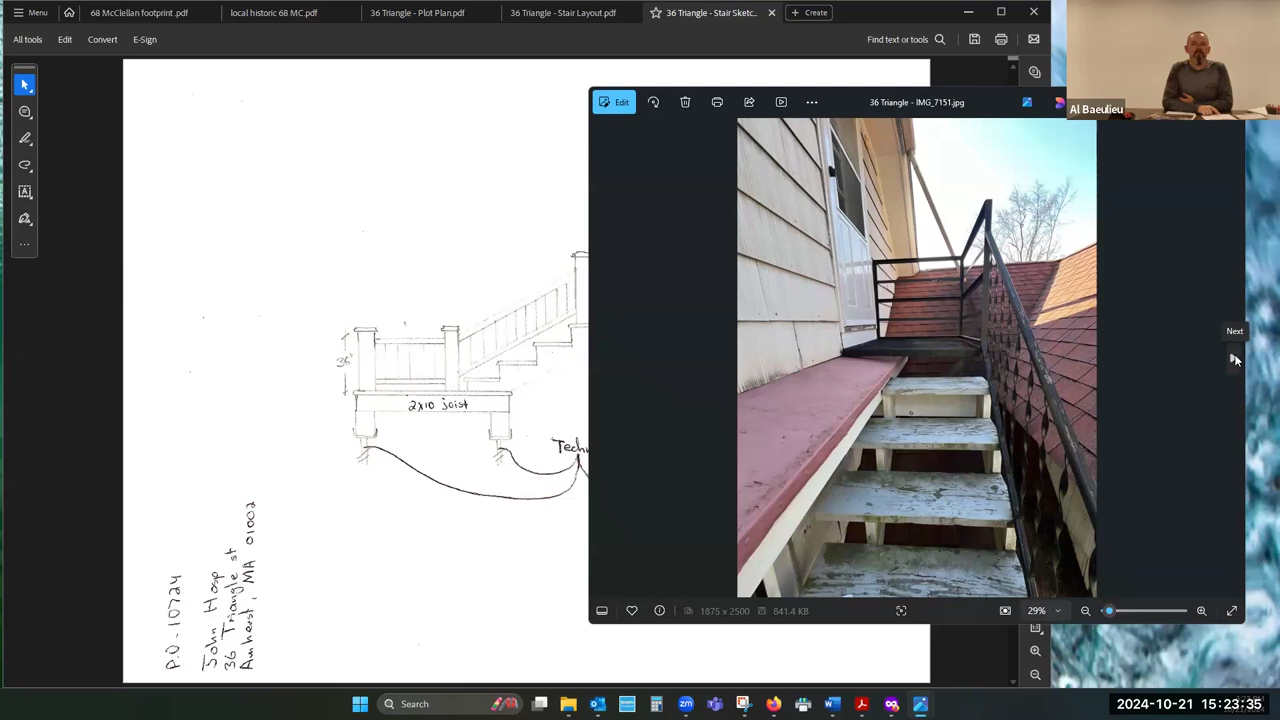 Menu
68 McClellan footprint.pdf
local historic 68 MC.pdf
36 Triangle - Plot Plan.pdf
36 Triangle - Stair Layout.pdf
36 Triangle - Stair Sketc...
Create
All tools
Edit
Convert
E-Sign
Find text or tools
Edit
36 Triangle - IMG_7151.jpg
Al Baeulieu
Next
36"
2x10 joist
Techn
P.O - 10724
John Hosp
36 Triangle st
Amherst, MA 01002
1875 x 2500
841.4 KB
29%
Search
2024-10-21 15:23:35